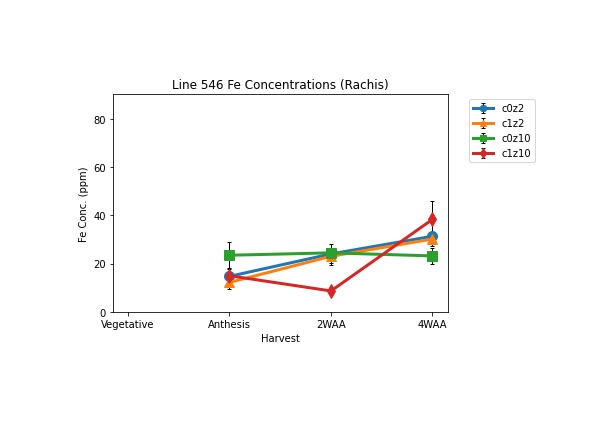 Line 546 Fe Concentrations (Rachis)
c0z2
c1z2
c0z10
c1z10
Fe Conc. (ppm)
80
60
40
20
0
Vegetative Anthesis 2WAA 4WAA
Harvest